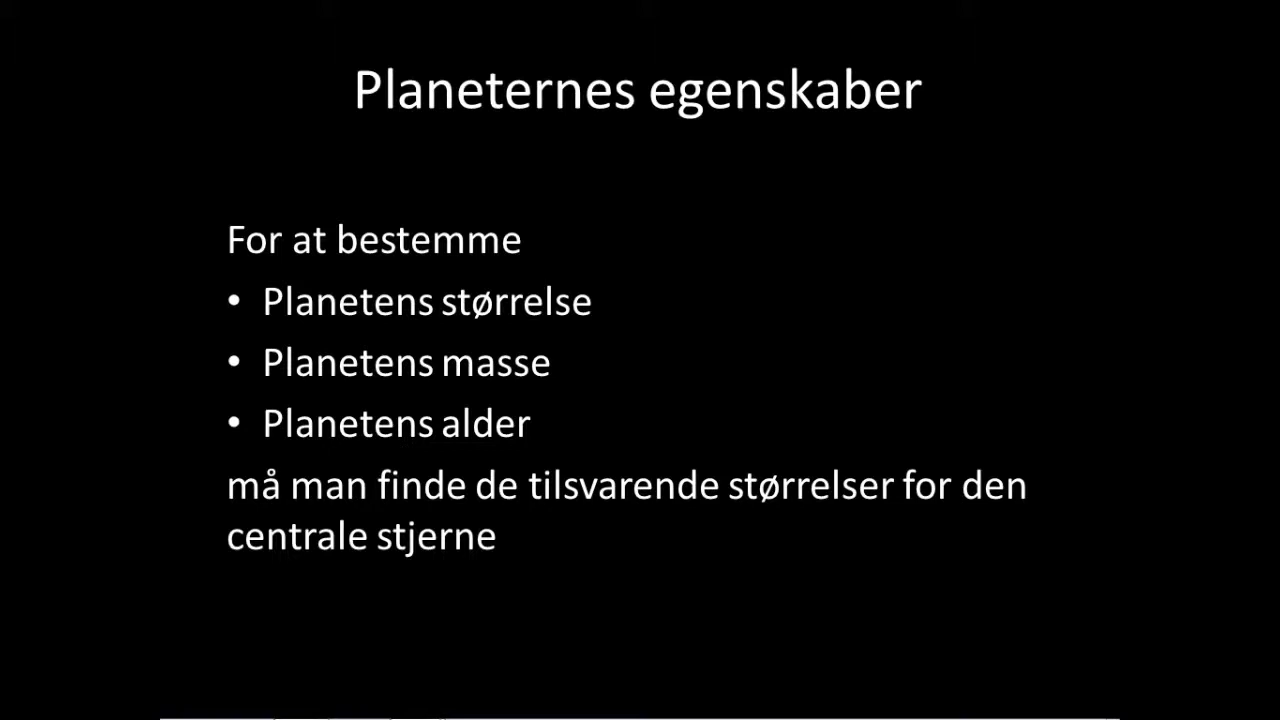 Planeternes egenskaber
For at bestemme
• Planetens størrelse
• Planetens masse
• Planetens alder
må man finde de tilsvarende størrelser for den
centrale stjerne